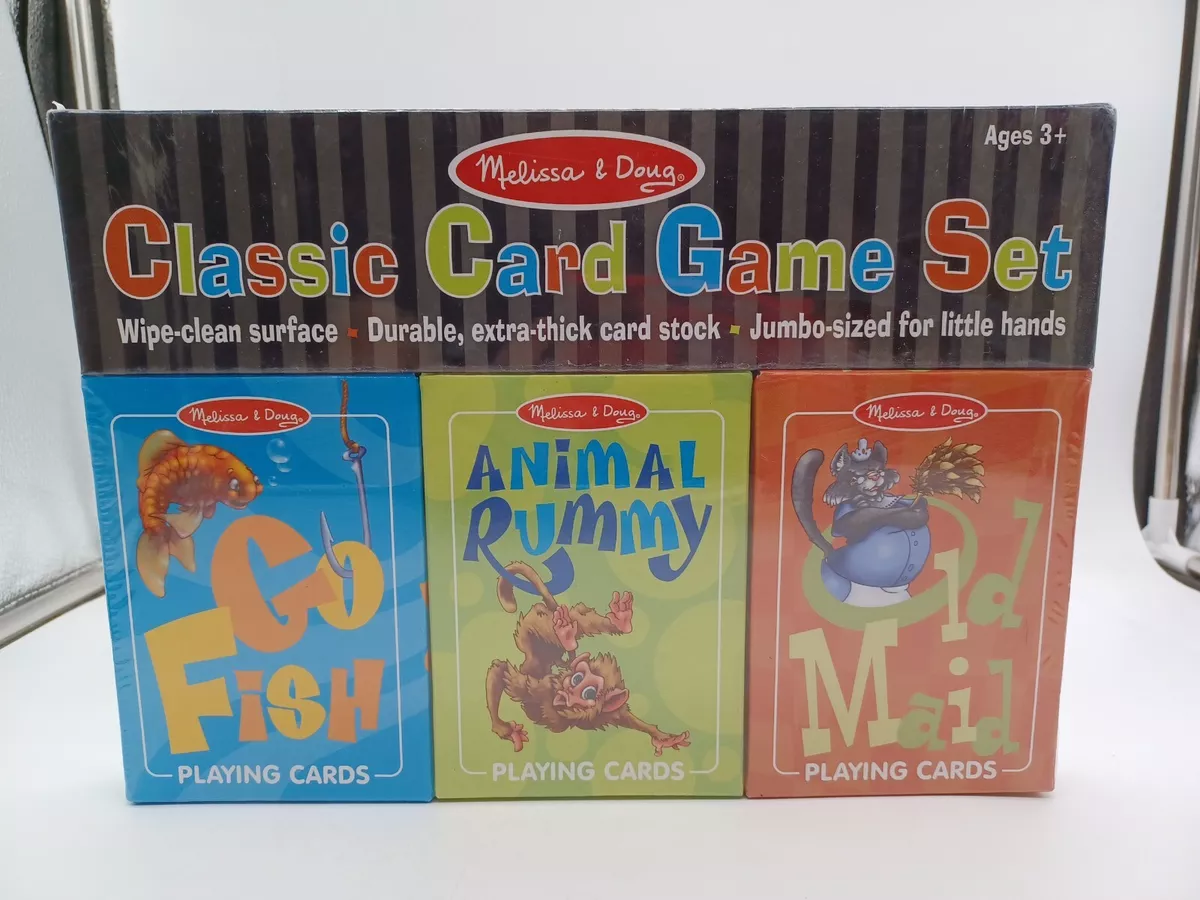 Ages 3+
Melissa & Doug®
Classic Card Game Set
Wipe-clean surface ▪ Durable, extra-thick card stock ▪ Jumbo-sized for little hands
Melissa & Doug®
GO
FiSH
PLAYING CARDS
Melissa & Doug®
ANiMAL
Rummy
PLAYING CARDS
Melissa & Doug®
Old
Maid
PLAYING CARDS